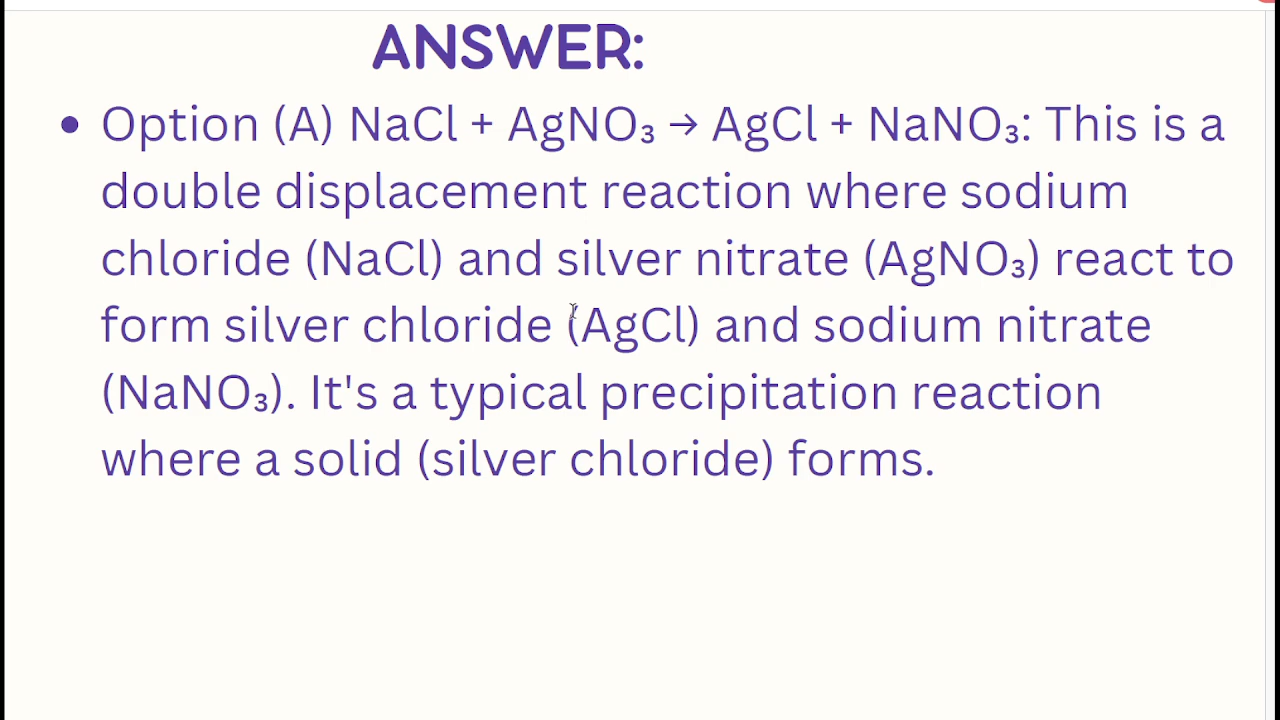 ANSWER:
• Option (A) NaCl + AgNO₃ → AgCl + NaNO₃: This is a
double displacement reaction where sodium
chloride (NaCl) and silver nitrate (AgNO₃) react to
form silver chloride (AgCl) and sodium nitrate
(NaNO₃). It's a typical precipitation reaction
where a solid (silver chloride) forms.